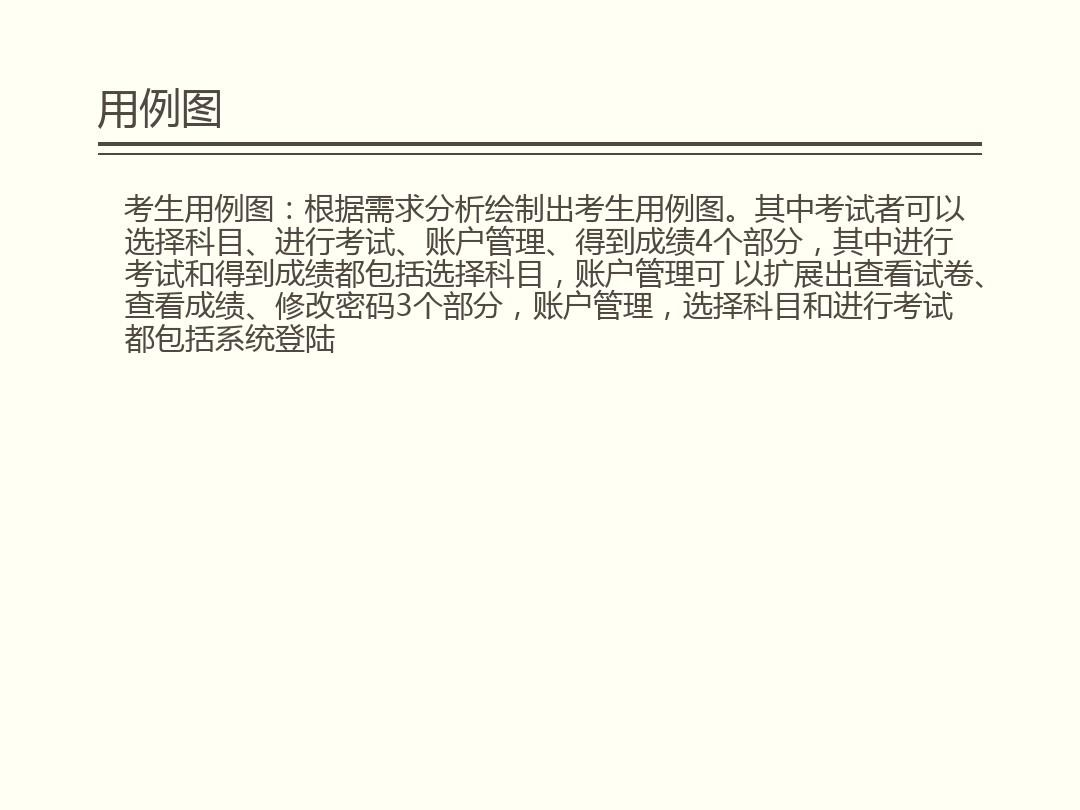 用例图
考生用例图：根据需求分析绘制出考生用例图。其中考试者可以
选择科目、进行考试、账户管理、得到成绩4个部分，其中进行
考试和得到成绩都包括选择科目，账户管理可 以扩展出查看试卷、
查看成绩、修改密码3个部分，账户管理，选择科目和进行考试
都包括系统登陆